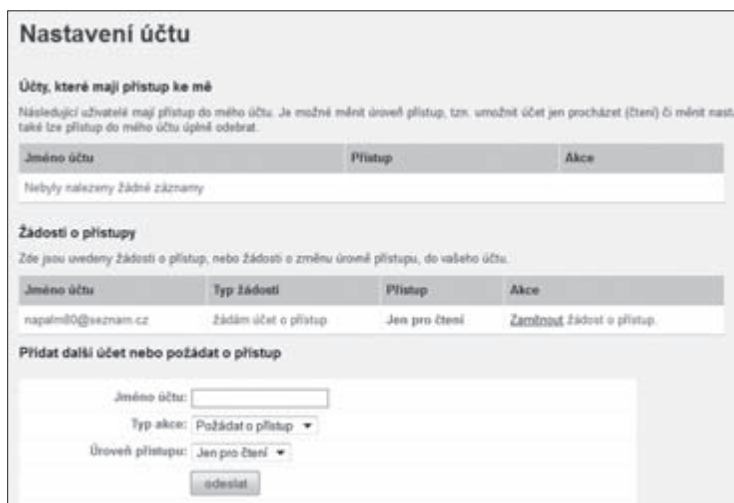 Nastavení účtu
Účty, které mají přístup ke mě
Následující uživatelé mají přístup do mého účtu. Je možné měnit úroveň přístup, tzn. umožnit účet jen procházet (čtení) či měnit nasta
také lze přístup do mého účtu úplně odebrat.
Jméno účtu Přístup Akce
Nebyly nalezeny žádné záznamy
Žádosti o přístupy
Zde jsou uvedeny žádosti o přístup, nebo žádosti o změnu úrovně přístupu, do vašeho účtu.
Jméno účtu Typ žádosti Přístup Akce
napalm80@seznam.cz žádám účet o přístup Jen pro čtení Zamítnout žádost o přístup.
Přidat další účet nebo požádat o přístup
Jméno účtu:
Typ akce: Požádat o přístup
Úroveň přístupu: Jen pro čtení
odeslat